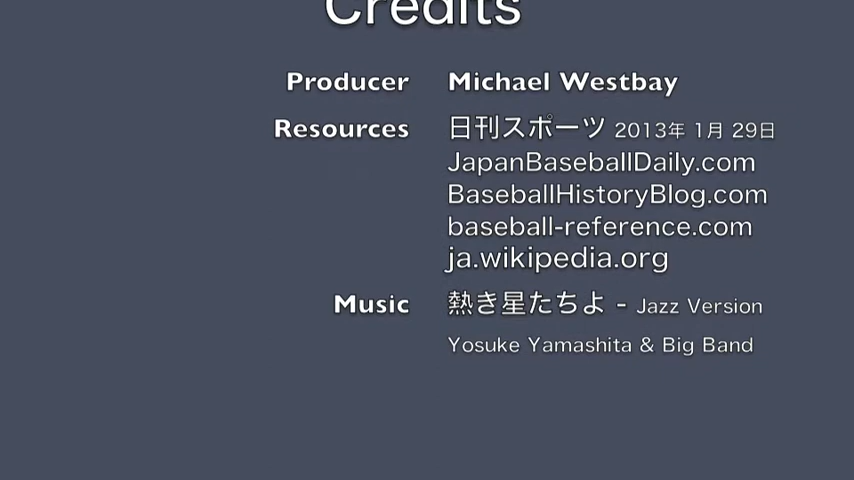 Credits
Producer Michael Westbay
Resources 日刊スポーツ 2013年 1月 29日
JapanBaseballDaily.com
BaseballHistoryBlog.com
baseball-reference.com
ja.wikipedia.org
Music 熱き星たちよ - Jazz Version
Yosuke Yamashita & Big Band